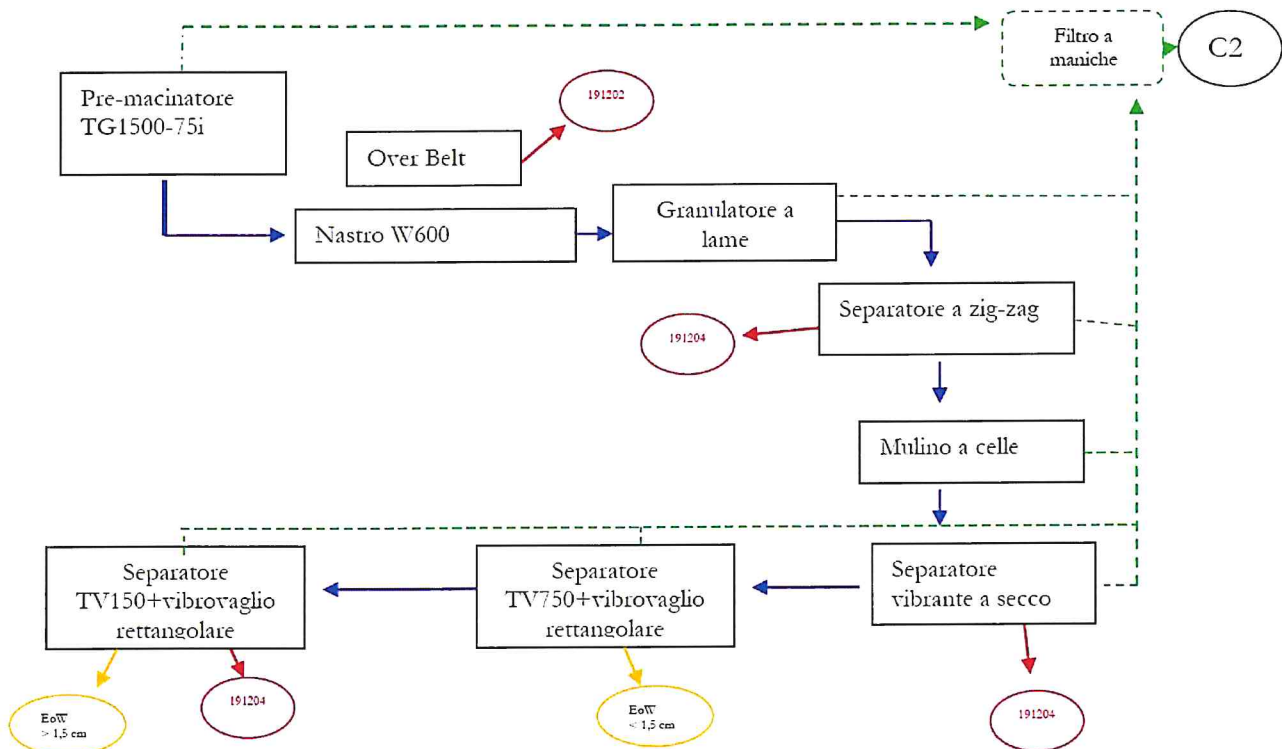 Filtro a
maniche
C2
Pre-macinatore
TG1500-75i
191202
Over Belt
Granulatore a
lame
Nastro W600
Separatore a zig-zag
191204
Mulino a celle
Separatore
TV150+vibrovaglio
rettangolare
Separatore
TV750+vibrovaglio
rettangolare
Separatore
vibrante a secco
EoW
> 1,5 cm
191204
EoW
< 1,5 cm
191204